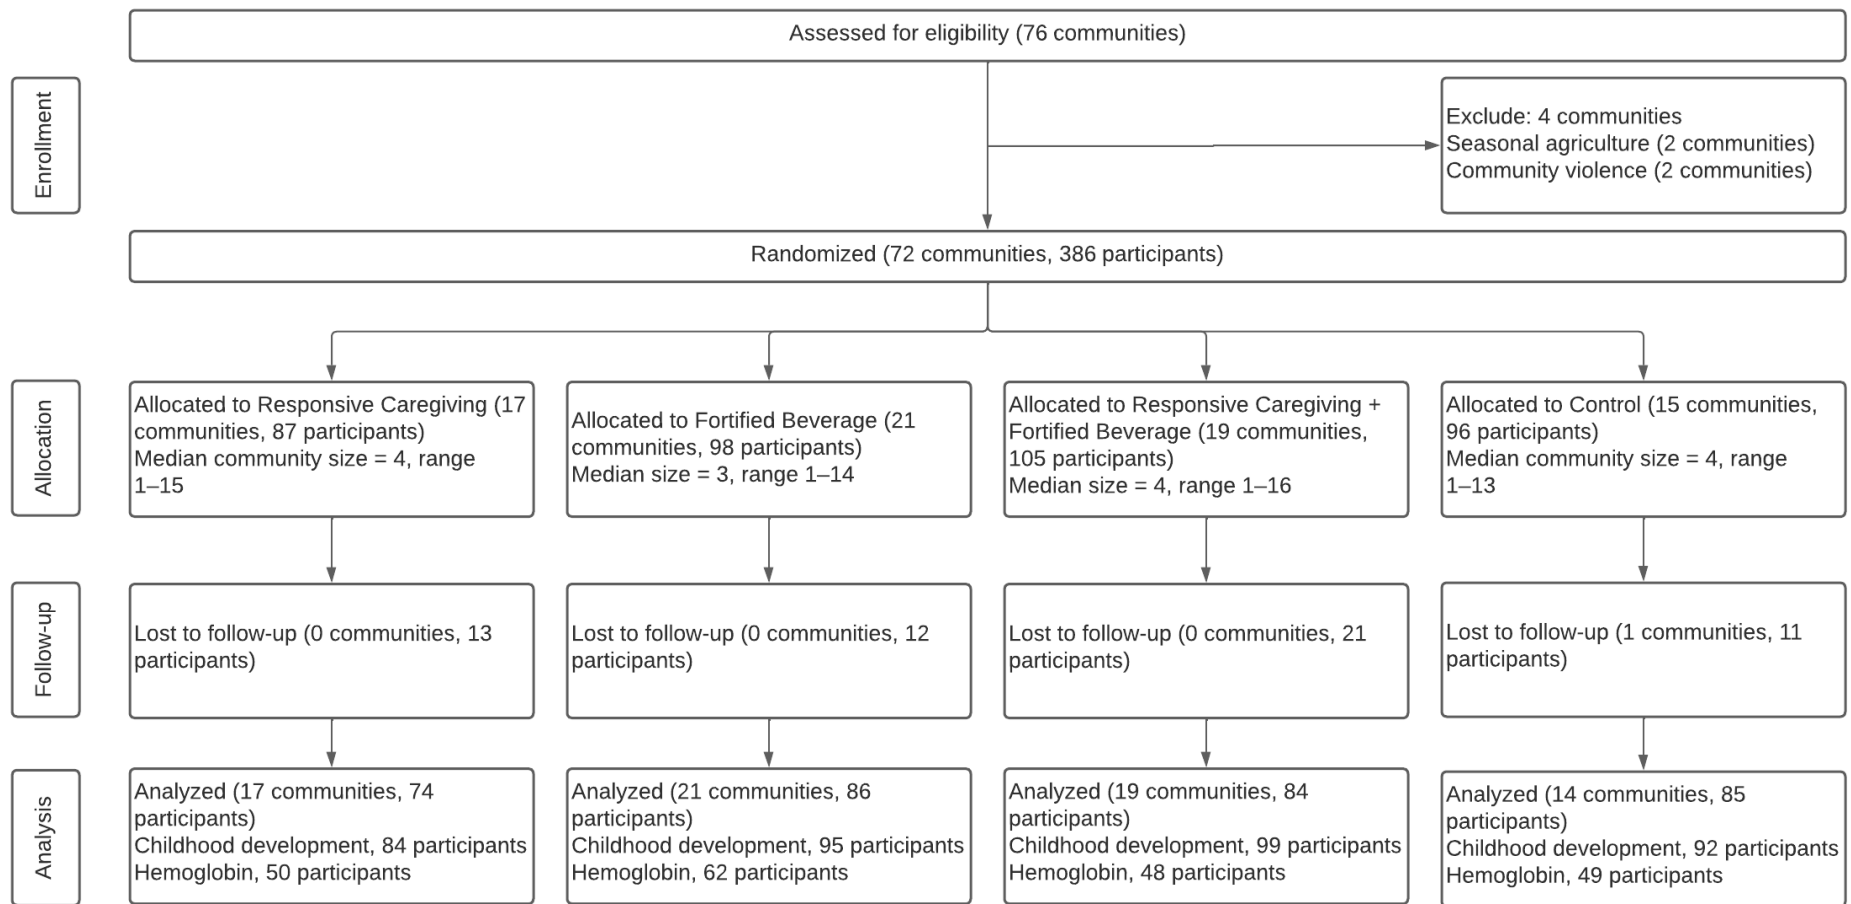 Assessed for eligibility (76 communities)
Enrollment
Exclude: 4 communities
Seasonal agriculture (2 communities)
Community violence (2 communities)
Randomized (72 communities, 386 participants)
Allocation
Allocated to Responsive Caregiving (17
communities, 87 participants)
Median community size = 4, range
1–15
Allocated to Fortified Beverage (21
communities, 98 participants)
Median size = 3, range 1–14
Allocated to Responsive Caregiving +
Fortified Beverage (19 communities,
105 participants)
Median size = 4, range 1–16
Allocated to Control (15 communities,
96 participants)
Median community size = 4, range
1–13
Follow-up
Lost to follow-up (0 communities, 13
participants)
Lost to follow-up (0 communities, 12
participants)
Lost to follow-up (0 communities, 21
participants)
Lost to follow-up (1 communities, 11
participants)
Analysis
Analyzed (17 communities, 74
participants)
Childhood development, 84 participants
Hemoglobin, 50 participants
Analyzed (21 communities, 86
participants)
Childhood development, 95 participants
Hemoglobin, 62 participants
Analyzed (19 communities, 84
participants)
Childhood development, 99 participants
Hemoglobin, 48 participants
Analyzed (14 communities, 85
participants)
Childhood development, 92 participants
Hemoglobin, 49 participants